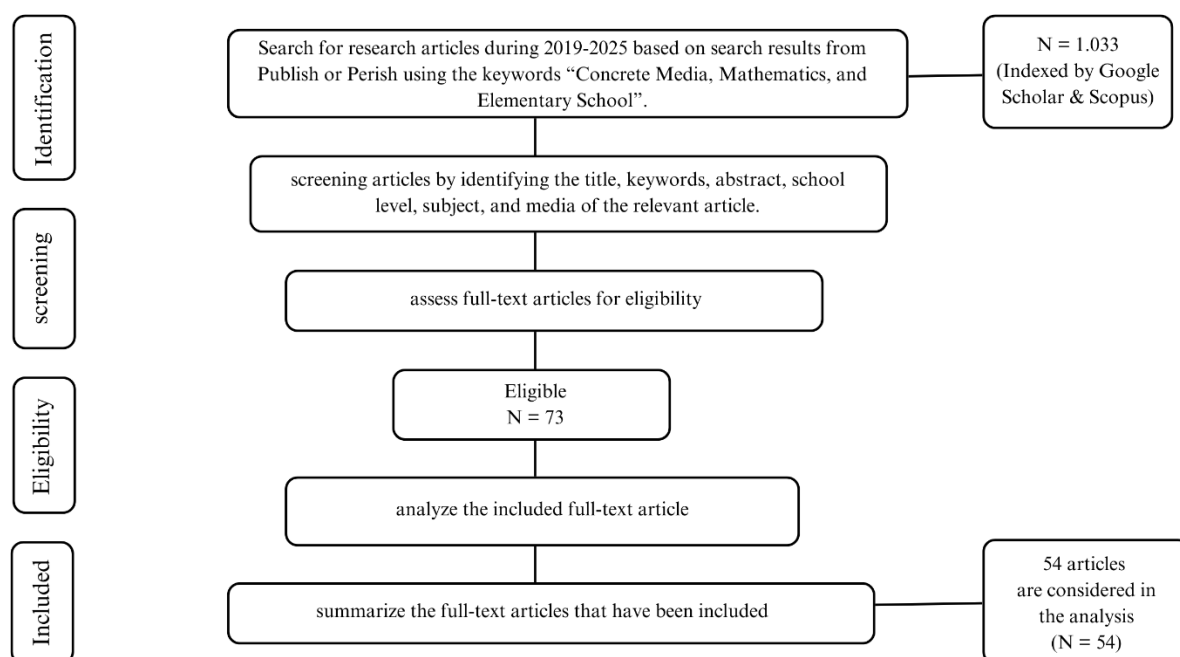 Identification
Search for research articles during 2019-2025 based on search results from
Publish or Perish using the keywords “Concrete Media, Mathematics, and
Elementary School”.
N = 1.033
(Indexed by Google
Scholar & Scopus)
screening articles by identifying the title, keywords, abstract, school
level, subject, and media of the relevant article.
screening
assess full-text articles for eligibility
Eligible
N = 73
Eligibility
analyze the included full-text article
Included
summarize the full-text articles that have been included
54 articles
are considered in
the analysis
(N = 54)